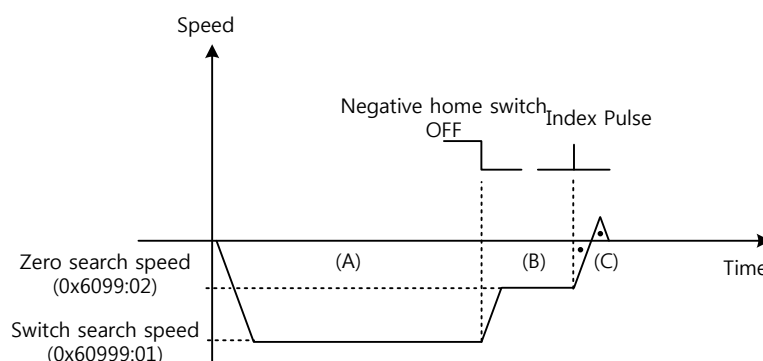 Speed
Negative home switch
OFF
Index Pulse
(A)
(B)
(C)
Time
Zero search speed
(0x6099:02)
Switch search speed
(0x60999:01)